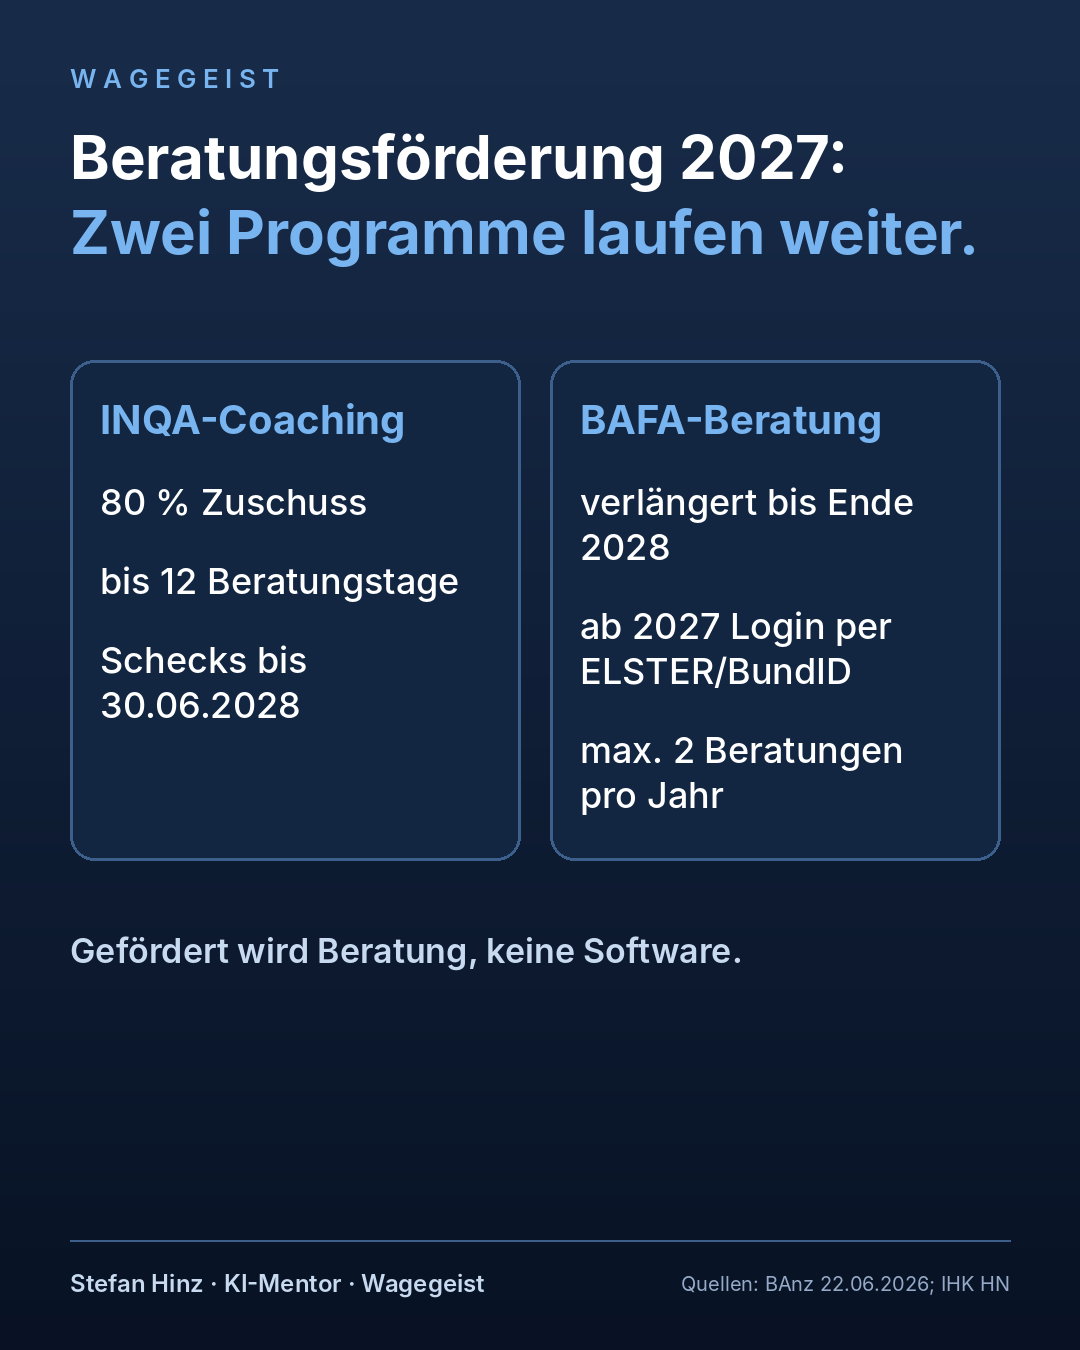 WAGEGEIST
Beratungsförderung 2027:
Zwei Programme laufen weiter.
INQA-Coaching
80 % Zuschuss
bis 12 Beratungstage
Schecks bis
30.06.2028
BAFA-Beratung
verlängert bis Ende
2028
ab 2027 Login per
ELSTER/BundID
max. 2 Beratungen
pro Jahr
Gefördert wird Beratung, keine Software.
Stefan Hinz · KI-Mentor · Wagegeist
Quellen: BAnz 22.06.2026; IHK HN